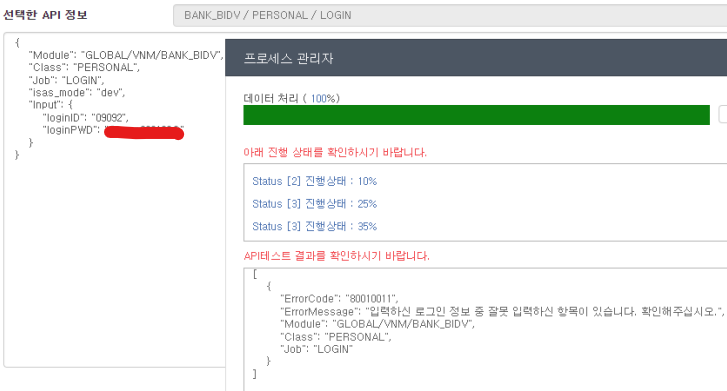 선택한 API 정보
BANK_BIDV / PERSONAL / LOGIN
{
"Module": "GLOBAL/VNM/BANK_BIDV",
"Class": "PERSONAL",
"Job": "LOGIN",
"isas_mode": "dev",
"Input": {
"loginID": "09092",
"loginPWD":
}
}
프로세스 관리자
데이터 처리 ( 100%)
아래 진행 상태를 확인하시기 바랍니다.
Status [2] 진행상태 : 10%
Status [3] 진행상태 : 25%
Status [3] 진행상태 : 35%
API테스트 결과를 확인하시기 바랍니다.
[
{
"ErrorCode": "80010011",
"ErrorMessage": "입력하신 로그인 정보 중 잘못 입력하신 항목이 있습니다. 확인해주십시오.",
"Module": "GLOBAL/VNM/BANK_BIDV",
"Class": "PERSONAL",
"Job": "LOGIN"
}
]